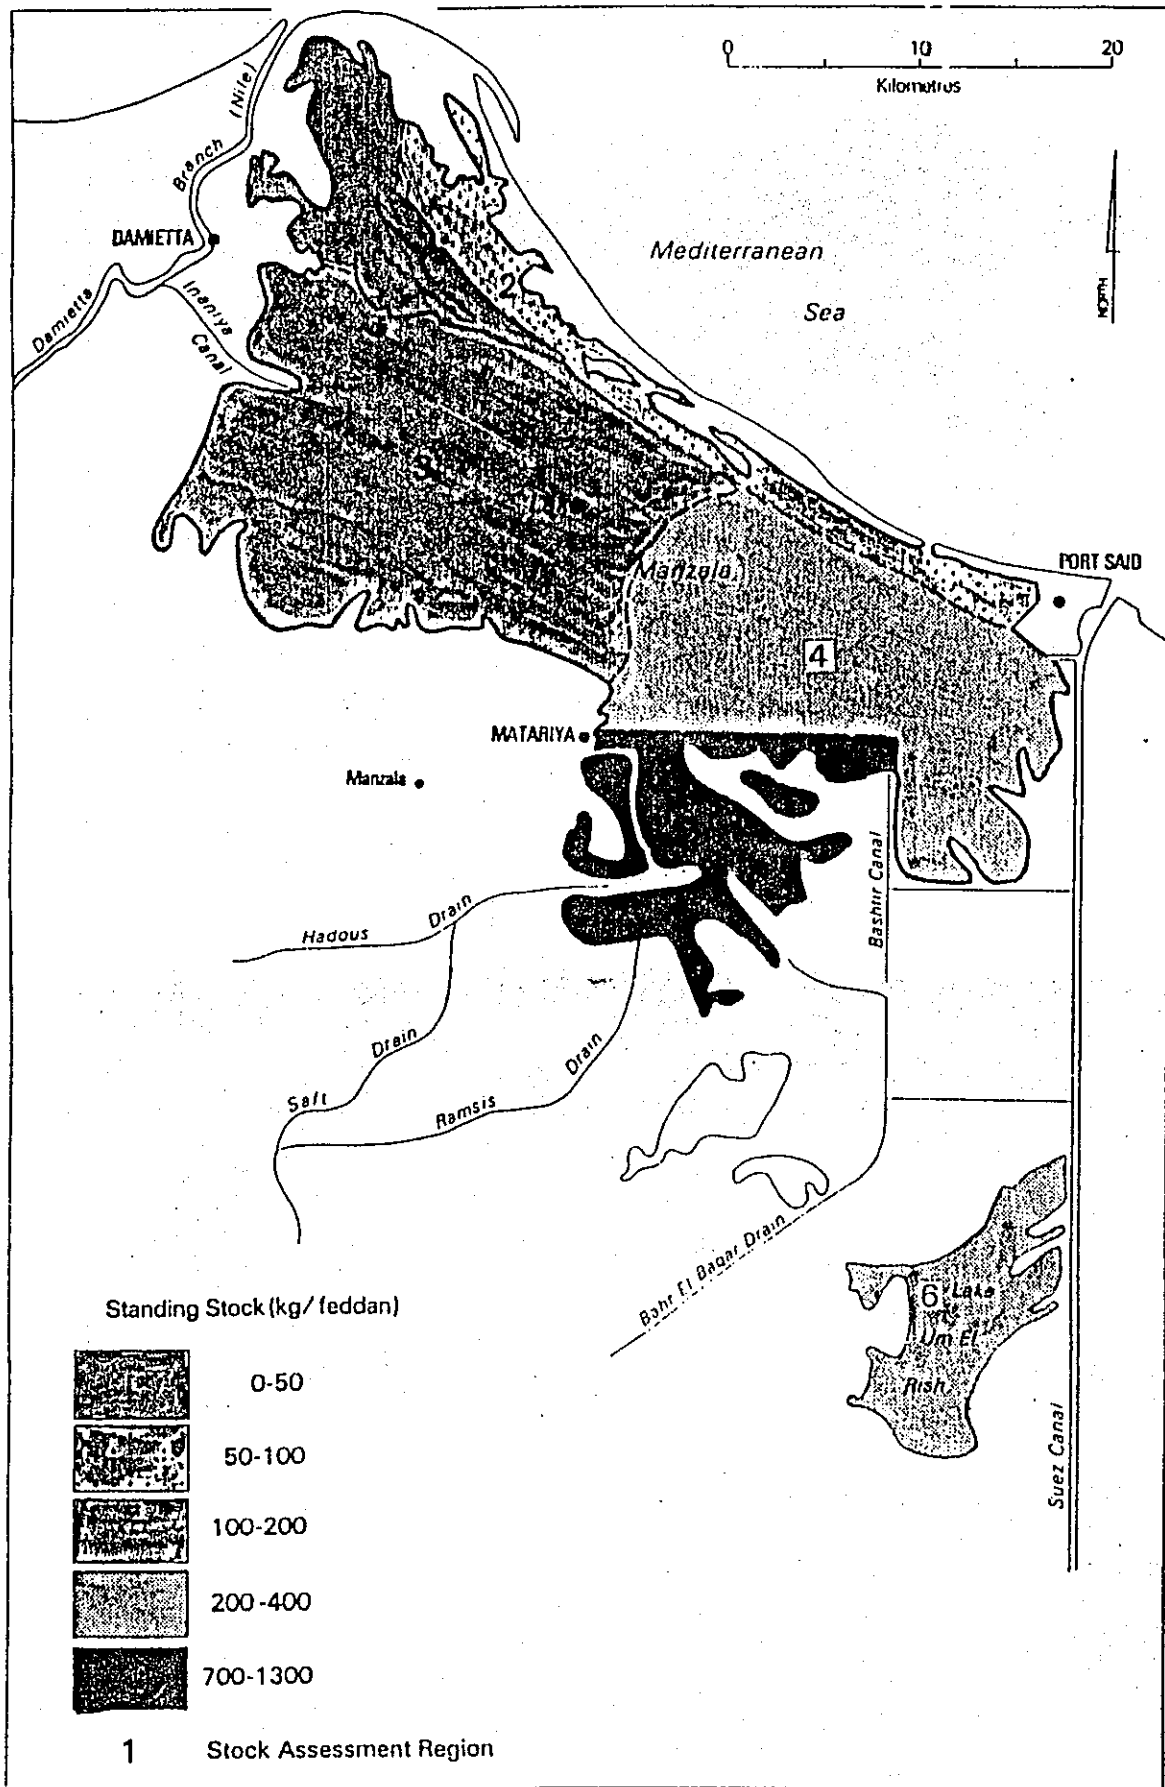 0 10 20
Kilometres
Branch (Nile)
DAMIETTA
Mediterranean
Sea
Damietta
Inaniya
Canal
2
3
Manzala
PORT SAID
4
MATARIYA
Manzala
Bashtir Canal
Hadous Drain
Saft Drain
Ramsis Drain
Bahr El Baqar Drain
6 Lake
Um El
Rish
Suez Canal
Standing Stock (kg/feddan)
0-50
50-100
100-200
200-400
700-1300
1 Stock Assessment Region